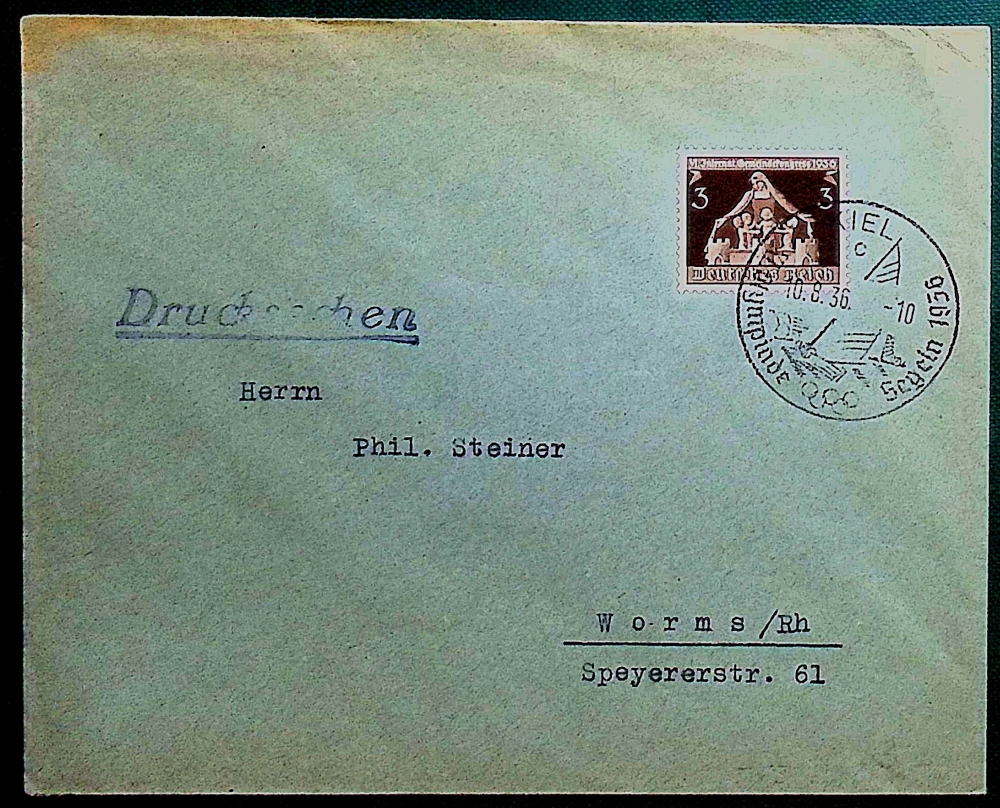 VI. Internat. Gemeindekongress 1936
3 3
Deutsches Reich
KIEL
c
10.8.36. -10
Olympische Segeln 1936
Drucksachen
Herrn
Phil. Steiner
Worms/Rh
Speyererstr. 61